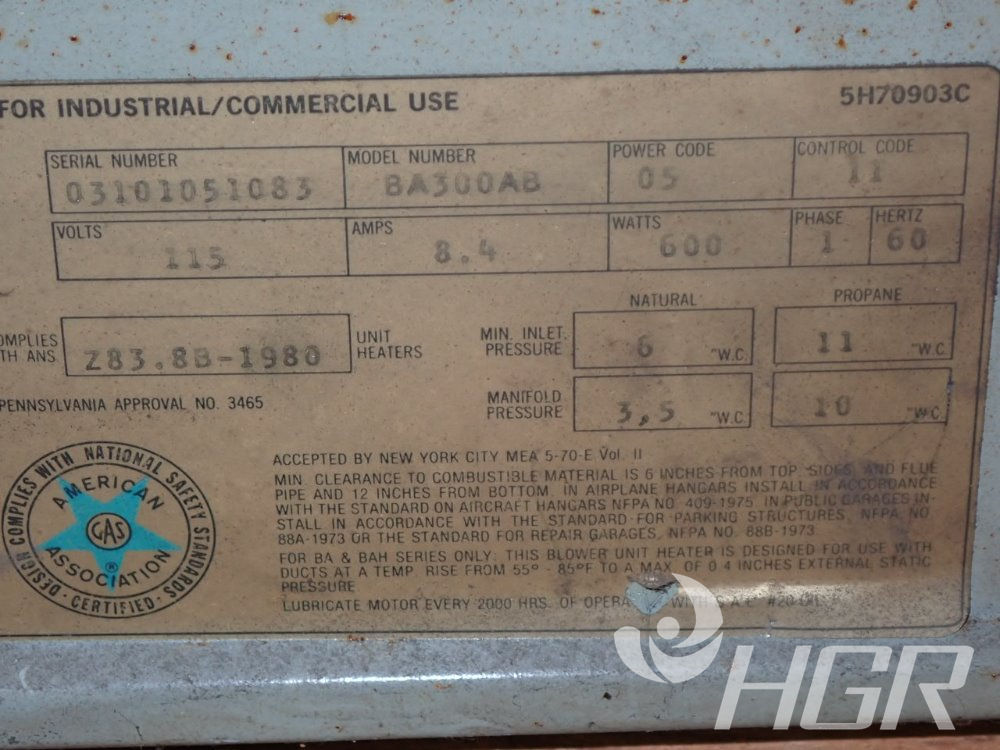 FOR INDUSTRIAL/COMMERCIAL USE 5H70903C
SERIAL NUMBER MODEL NUMBER POWER CODE CONTROL CODE
03101051083 BA300AB 05 11
VOLTS AMPS WATTS PHASE HERTZ
115 8.4 600 1 60
NATURAL PROPANE
OMPLIES
TH ANS Z83.8B-1980 UNIT
HEATERS
MIN. INLET
PRESSURE 6 "W.C. 11 "W.C.
PENNSYLVANIA APPROVAL NO. 3465
MANIFOLD
PRESSURE 3,5 "W.C. 10 "W.C.
DESIGN COMPLIES WITH NATIONAL SAFETY STANDARDS
CERTIFIED
AMERICAN
GAS
ASSOCIATION
®
ACCEPTED BY NEW YORK CITY MEA 5-70-E Vol. II
MIN. CLEARANCE TO COMBUSTIBLE MATERIAL IS 6 INCHES FROM TOP, SIDES, AND FLUE
PIPE AND 12 INCHES FROM BOTTOM. IN AIRPLANE HANGARS INSTALL IN ACCORDANCE
WITH THE STANDARD ON AIRCRAFT HANGARS NFPA NO. 409-1975. IN PUBLIC GARAGES IN-
STALL IN ACCORDANCE WITH THE STANDARD FOR PARKING STRUCTURES, NFPA NO.
88A-1973 OR THE STANDARD FOR REPAIR GARAGES, NFPA NO. 88B-1973.
FOR BA & BAH SERIES ONLY: THIS BLOWER UNIT HEATER IS DESIGNED FOR USE WITH
DUCTS AT A TEMP. RISE FROM 55° - 85°F TO A MAX. OF 0.4 INCHES EXTERNAL STATIC
PRESSURE
LUBRICATE MOTOR EVERY 2000 HRS. OF OPERA WITH S.A.E. #20 OIL
HGR